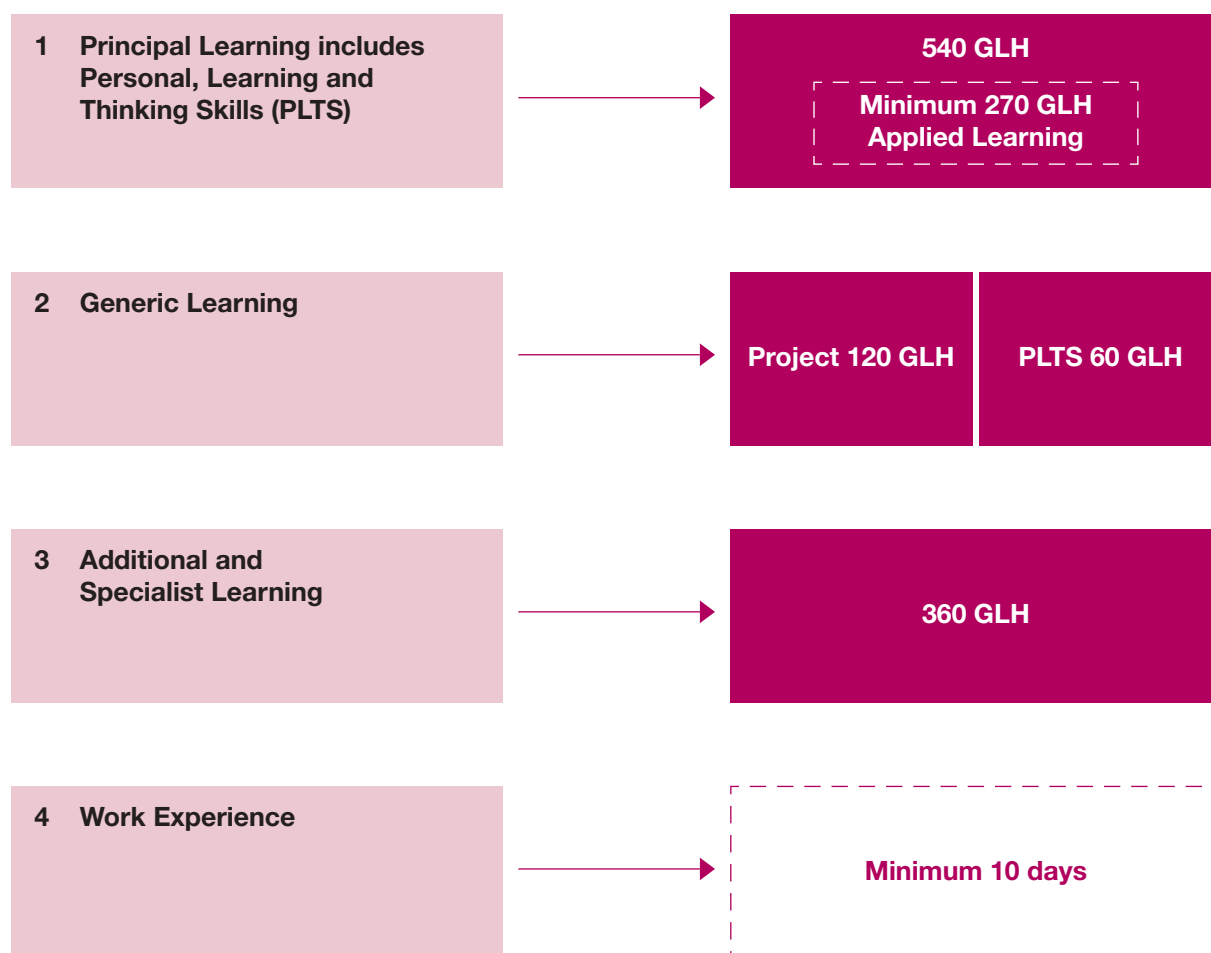 1 Principal Learning includes
Personal, Learning and
Thinking Skills (PLTS)
540 GLH
Minimum 270 GLH
Applied Learning
2 Generic Learning
Project 120 GLH
PLTS 60 GLH
3 Additional and
Specialist Learning
360 GLH
4 Work Experience
Minimum 10 days